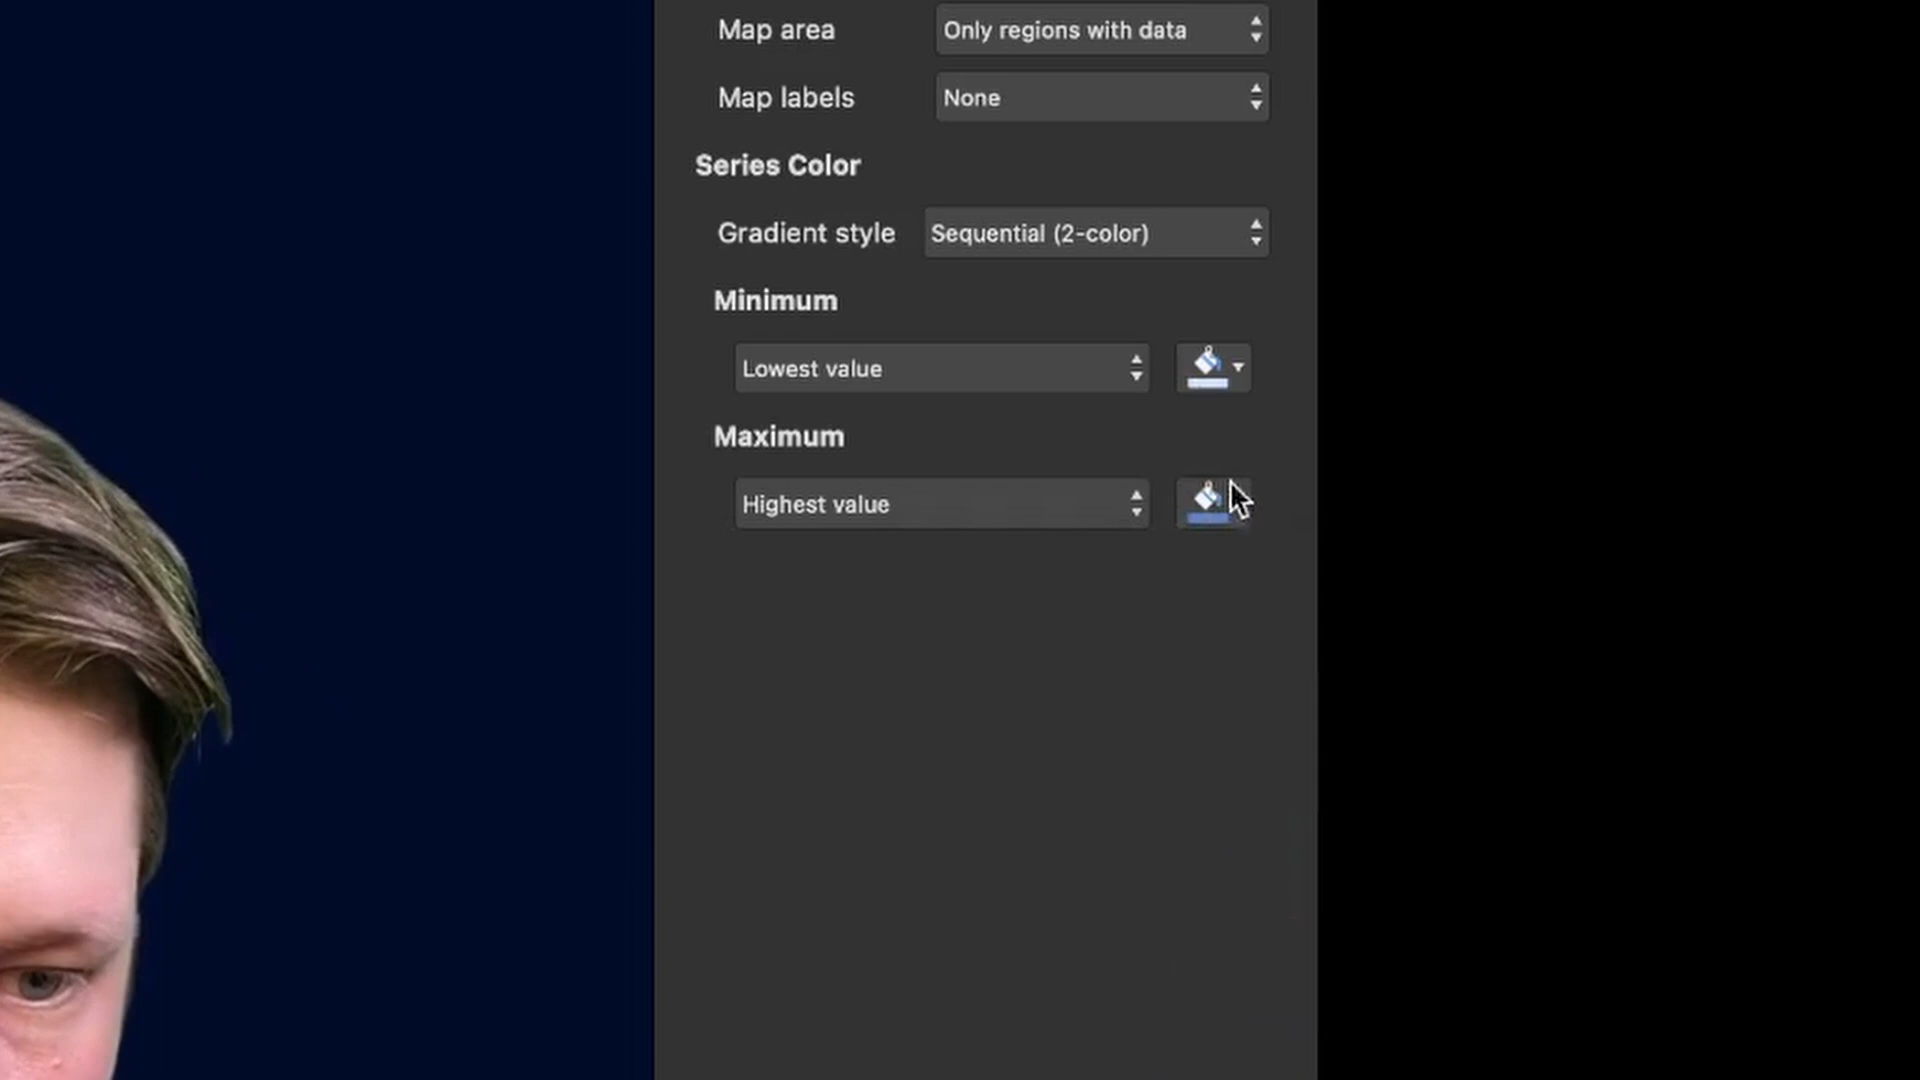 Map area Only regions with data
Map labels None
Series Color
Gradient style Sequential (2-color)
Minimum
Lowest value
Maximum
Highest value